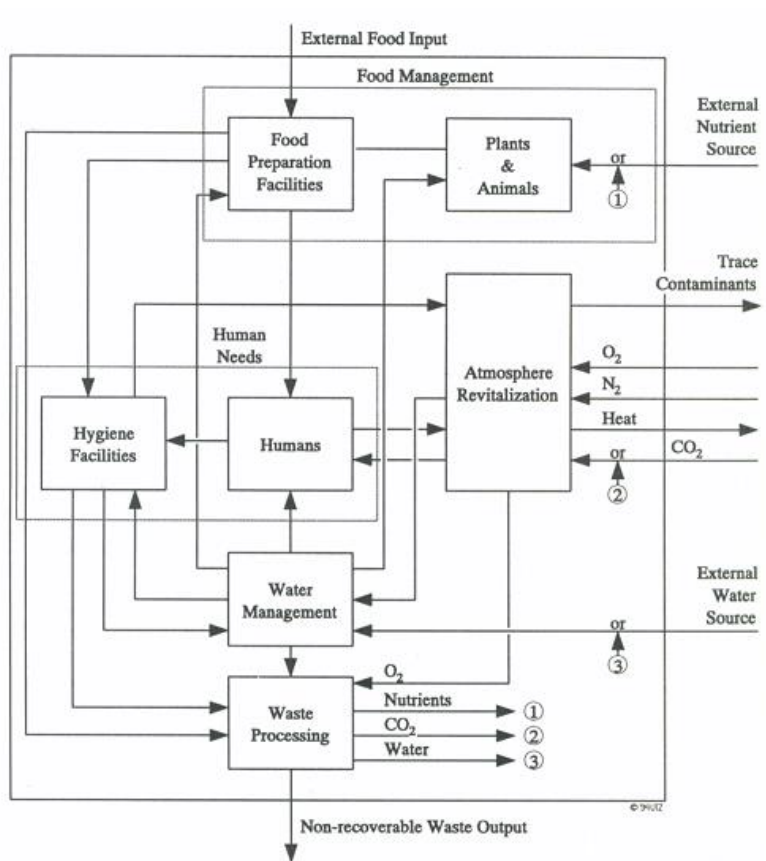 External Food Input
Food Management
External
Nutrient
Source
Food
Preparation
Facilities
Plants
&
Animals
or
①
Trace
Contaminants
Human
Needs
O₂
N₂
Atmosphere
Revitalization
Heat
Hygiene
Facilities
Humans
or
CO₂
②
External
Water
Source
Water
Management
or
③
O₂
Nutrients
①
Waste
Processing
CO₂
②
Water
③
Non-recoverable Waste Output